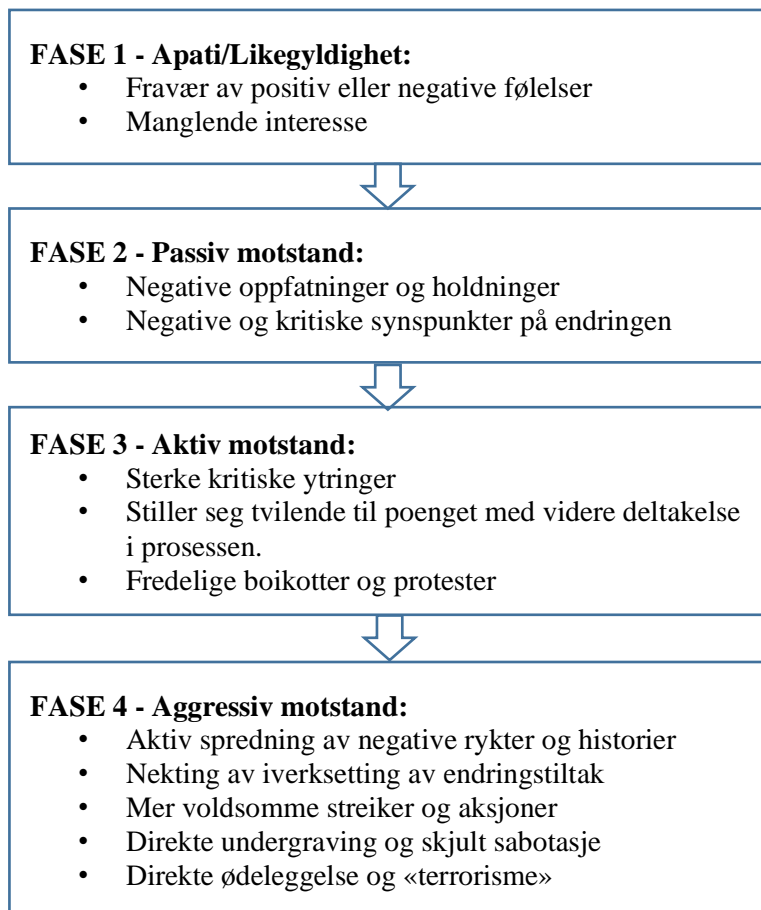 FASE 1 - Apati/Likegyldighet:
• Fravær av positiv eller negative følelser
• Manglende interesse
FASE 2 - Passiv motstand:
• Negative oppfatninger og holdninger
• Negative og kritiske synspunkter på endringen
FASE 3 - Aktiv motstand:
• Sterke kritiske ytringer
• Stiller seg tvilende til poenget med videre deltakelse
i prosessen.
• Fredelige boikotter og protester
FASE 4 - Aggressiv motstand:
• Aktiv spredning av negative rykter og historier
• Nekting av iverksetting av endringstiltak
• Mer voldsomme streiker og aksjoner
• Direkte undergraving og skjult sabotasje
• Direkte ødeleggelse og «terrorisme»